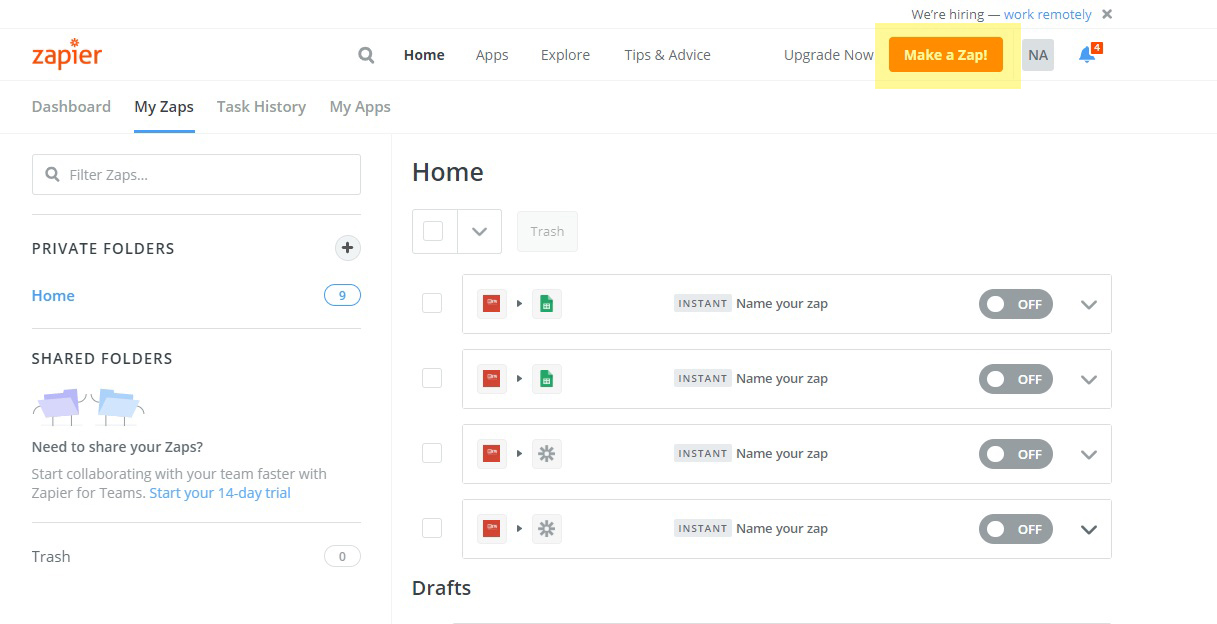 We're hiring — work remotely
zapier
Home Apps Explore Tips & Advice Upgrade Now Make a Zap! NA 4
Dashboard My Zaps Task History My Apps
Filter Zaps...
PRIVATE FOLDERS
Home 9
SHARED FOLDERS
Need to share your Zaps?
Start collaborating with your team faster with
Zapier for Teams. Start your 14-day trial
Trash 0
Home
Trash
INSTANT Name your zap OFF
INSTANT Name your zap OFF
INSTANT Name your zap OFF
INSTANT Name your zap OFF
Drafts